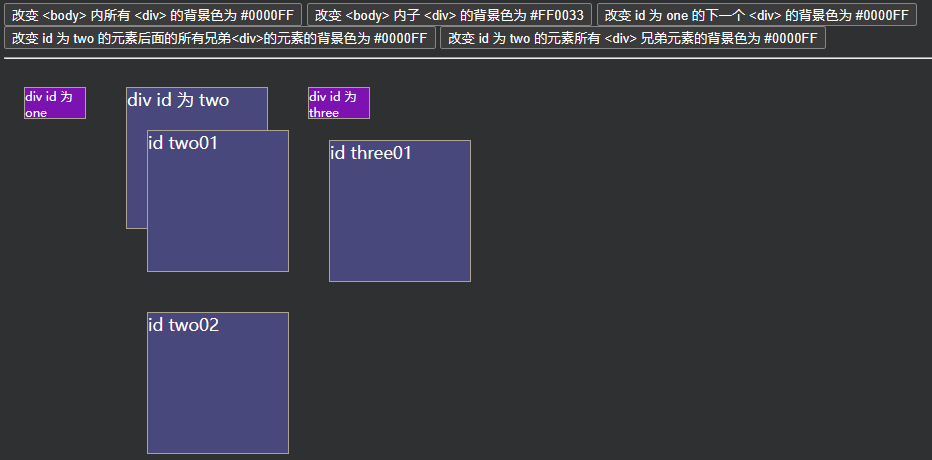 改变 <body> 内所有 <div> 的背景色为 #0000FF
改变 <body> 内子 <div> 的背景色为 #FF0033
改变 id 为 one 的下一个 <div> 的背景色为 #0000FF
改变 id 为 two 的元素后面的所有兄弟<div>的元素的背景色为 #0000FF
改变 id 为 two 的元素所有 <div> 兄弟元素的背景色为 #0000FF
div id 为
one
div id 为 two
div id 为
three
id two01
id three01
id two02